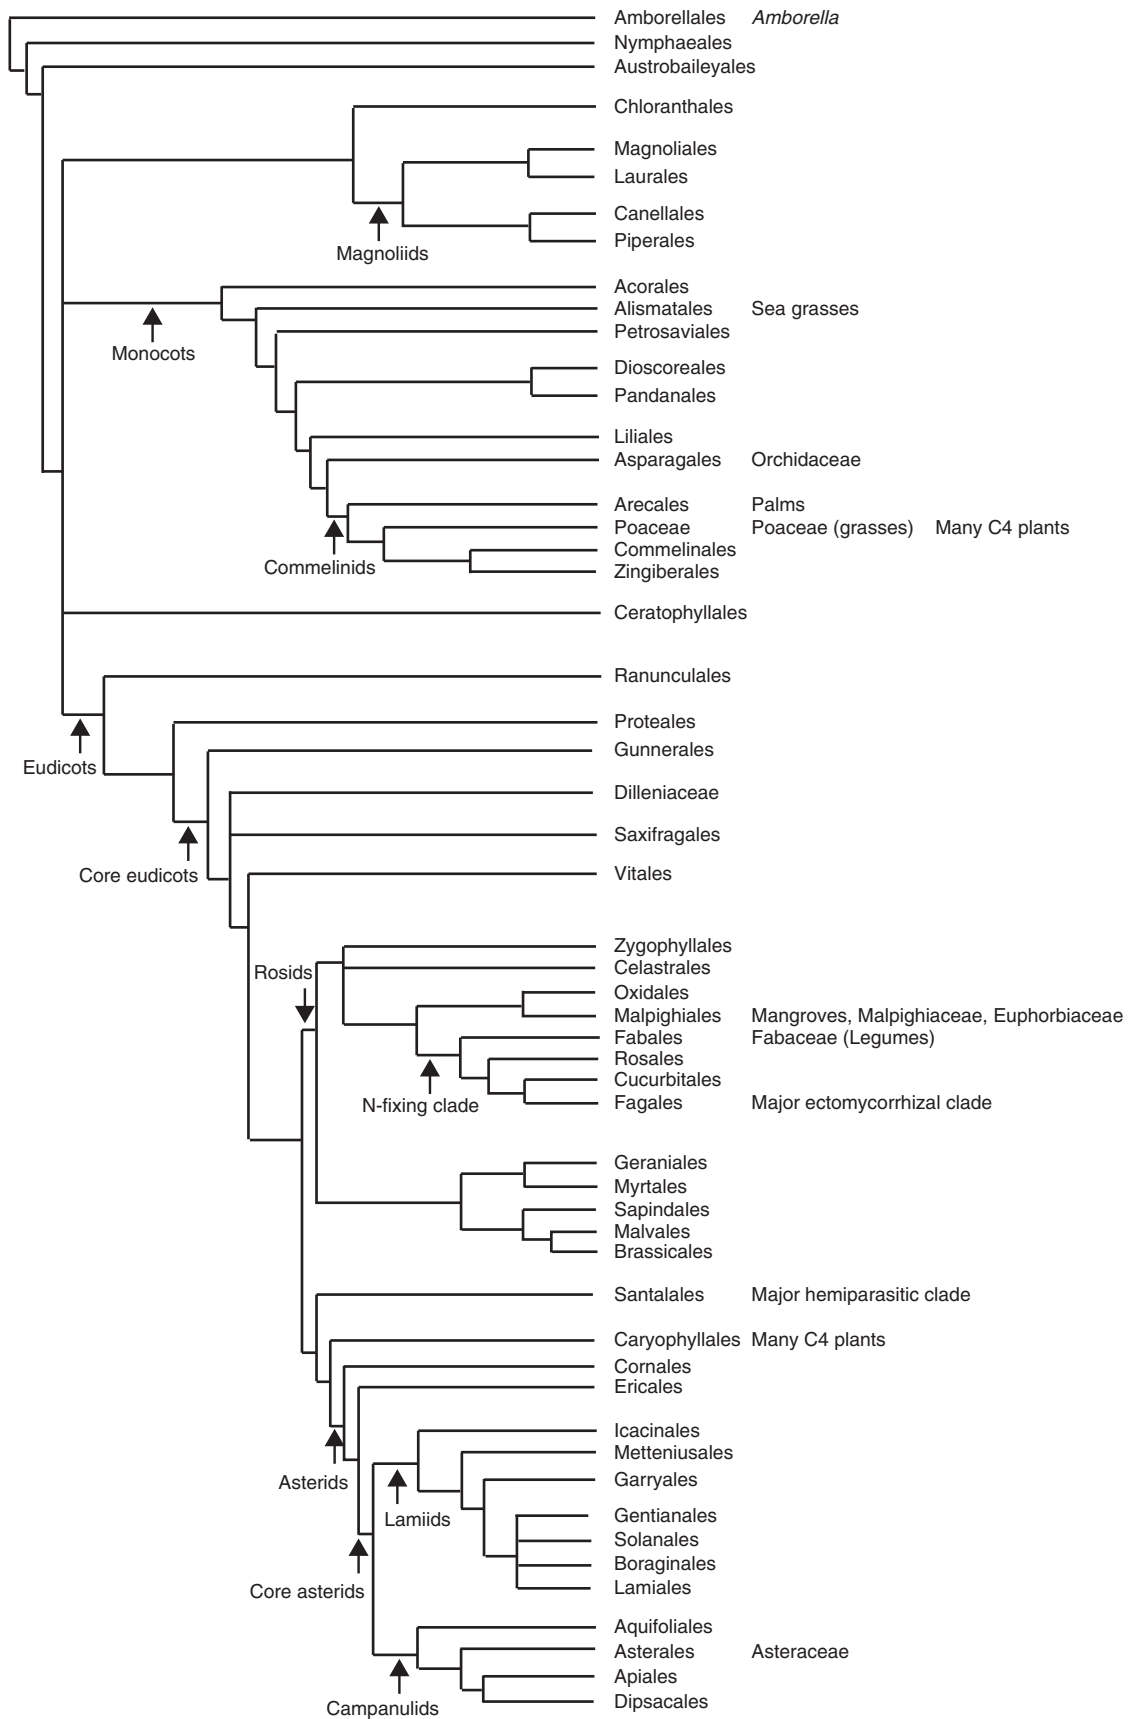 Amborellales Amborella
Nymphaeales
Austrobaileyales
Chloranthales
Magnoliales
Laurales
Canellales
Piperales
Magnoliids
Acorales
Alismatales Sea grasses
Petrosaviales
Monocots
Dioscoreales
Pandanales
Liliales
Asparagales Orchidaceae
Arecales Palms
Poaceae Poaceae (grasses) Many C4 plants
Commelinales
Commelinids
Zingiberales
Ceratophyllales
Ranunculales
Proteales
Gunnerales
Eudicots
Dilleniaceae
Saxifragales
Vitales
Core eudicots
Zygophyllales
Celastrales
Rosids
Oxidales
Malpighiales Mangroves, Malpighiaceae, Euphorbiaceae
Fabales Fabaceae (Legumes)
Rosales
Cucurbitales
Fagales Major ectomycorrhizal clade
N-fixing clade
Geraniales
Myrtales
Sapindales
Malvales
Brassicales
Santalales Major hemiparasitic clade
Caryophyllales Many C4 plants
Cornales
Ericales
Icacinales
Metteniusales
Garryales
Asterids
Gentianales
Lamiids
Solanales
Boraginales
Lamiales
Core asterids
Aquifoliales
Asterales Asteraceae
Apiales
Dipsacales
Campanulids